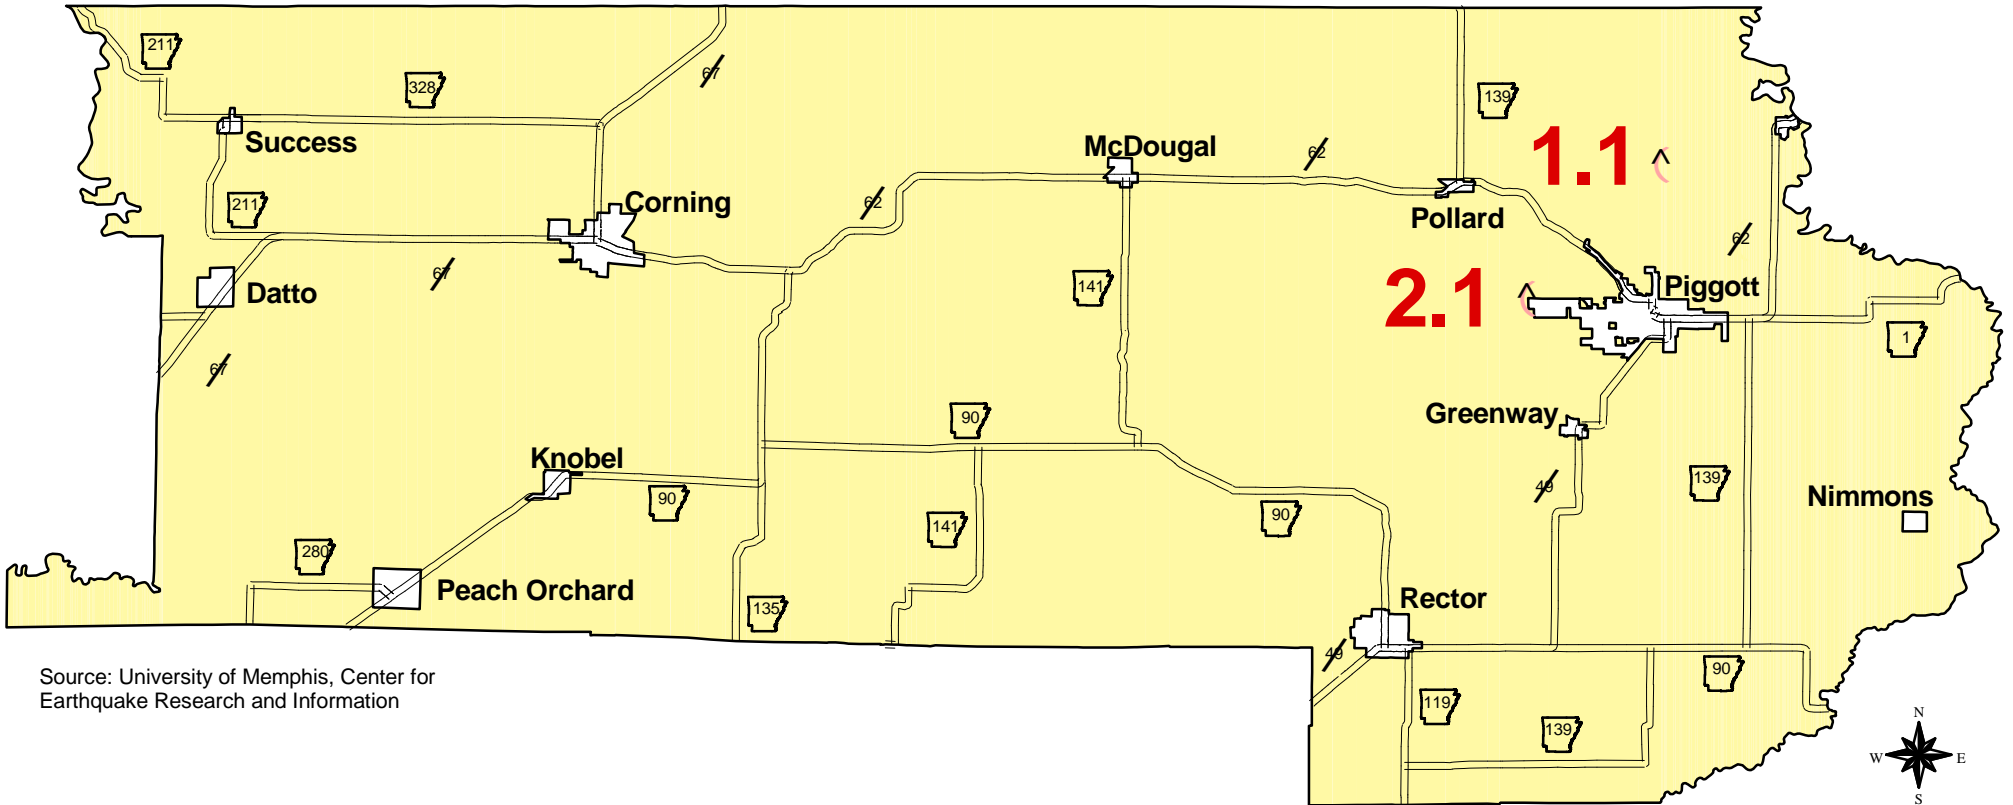 211
328
67
139
Success
McDougal
62
1.1
211
Corning
62
Pollard
62
67
Datto
141
2.1
Piggott
1
67
90
Greenway
Knobel
90
49
139
Nimmons
141
90
280
Peach Orchard
135
Rector
49
90
119
139
Source: University of Memphis, Center for
Earthquake Research and Information
N
W
E
S